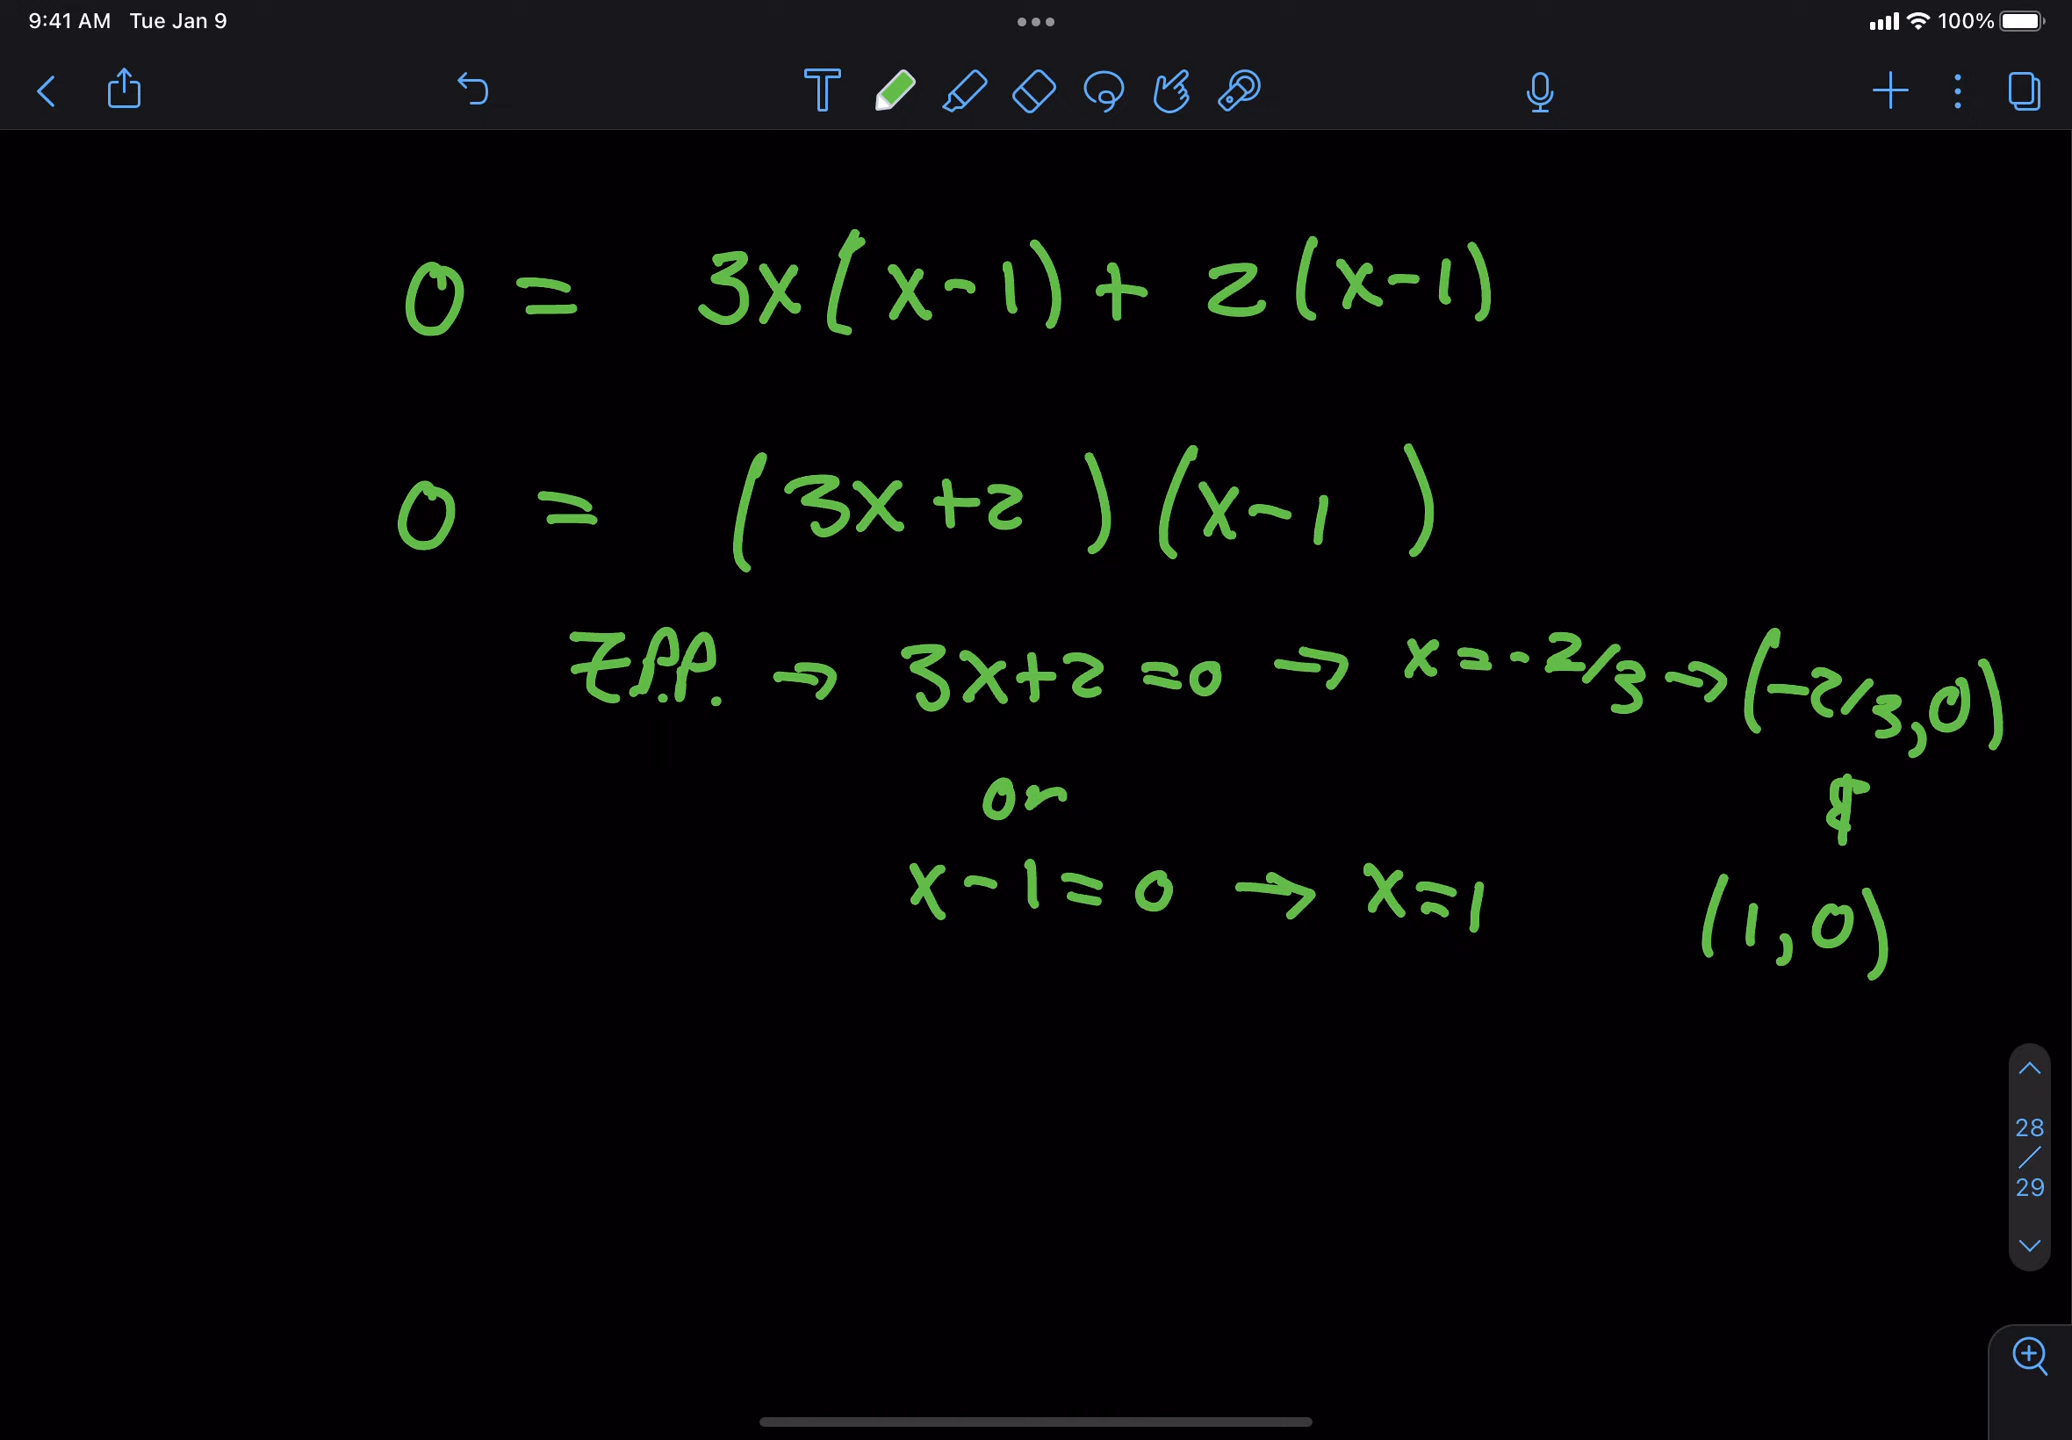 9:41 AM Tue Jan 9
100%
0 = 3x(x-1) + 2(x-1)
0 = (3x+2)(x-1)
Z.P.P. → 3x+2=0 → x=-2/3 → (-2/3,0)
or &
x-1=0 → x=1 (1,0)
28
/
29